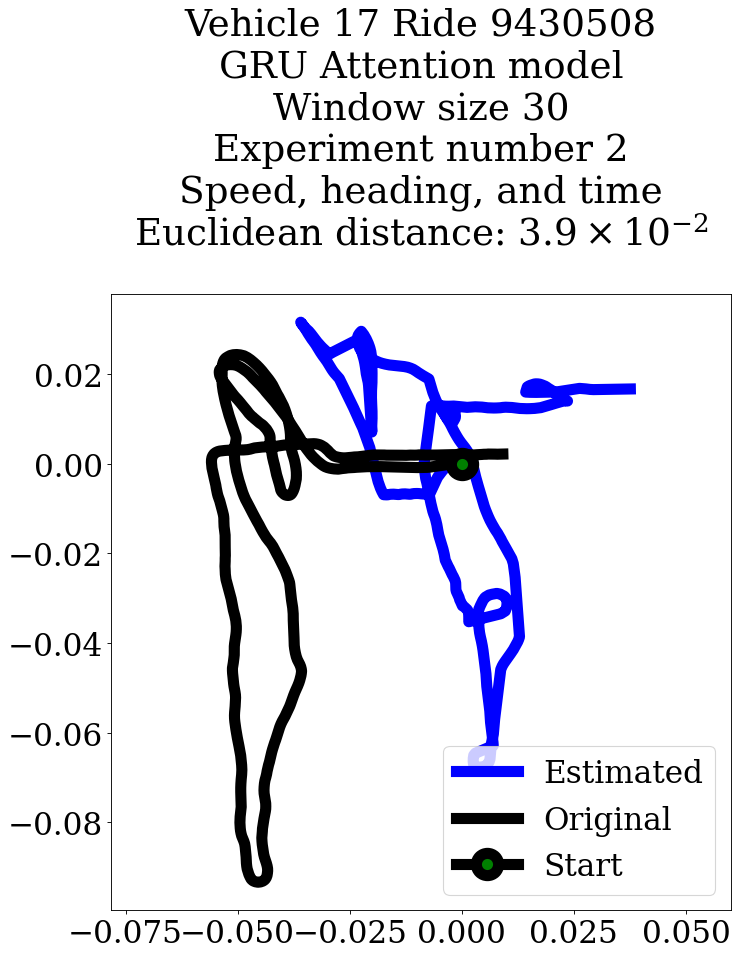 Vehicle 17 Ride 9430508
GRU Attention model
Window size 30
Experiment number 2
Speed, heading, and time
Euclidean distance: 3.9 × 10⁻²
0.02
0.00
−0.02
−0.04
−0.06
−0.08
Estimated
Original
Start
−0.075 −0.050 −0.025 0.000 0.025 0.050